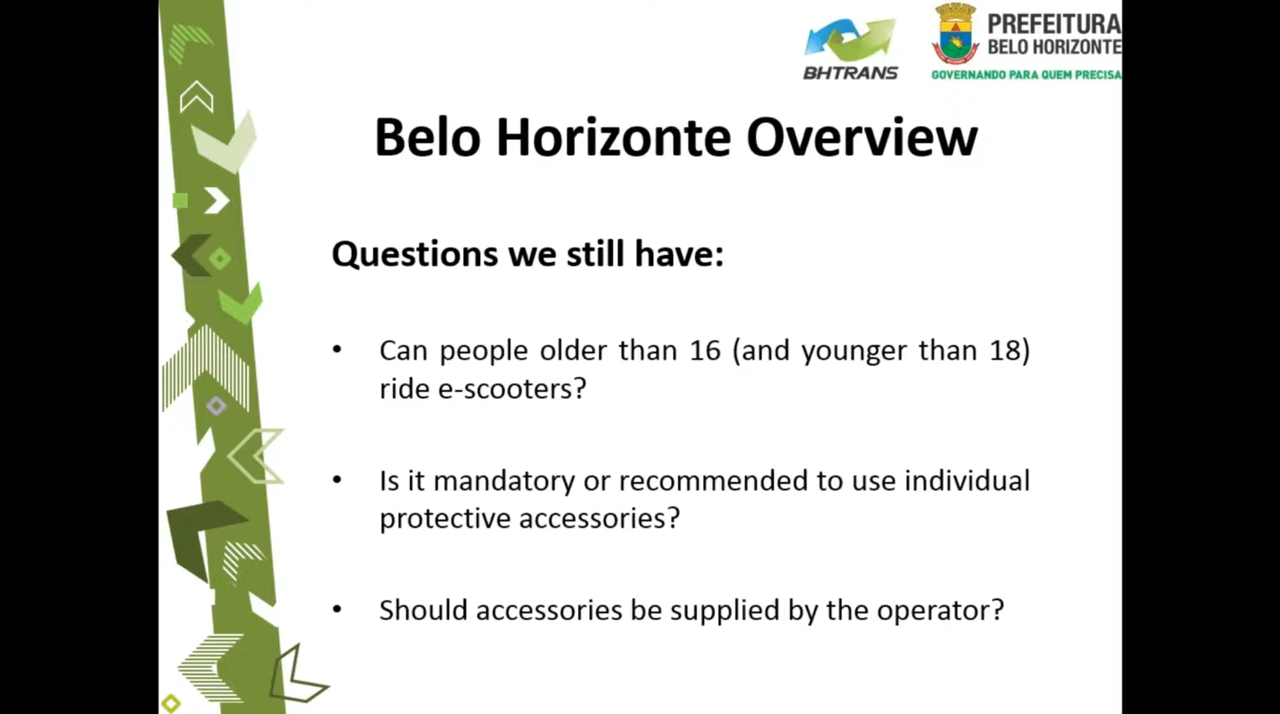 BHTRANS
PREFEITURA
BELO HORIZONTE
GOVERNANDO PARA QUEM PRECISA
Belo Horizonte Overview
Questions we still have:
• Can people older than 16 (and younger than 18)
ride e-scooters?
• Is it mandatory or recommended to use individual
protective accessories?
• Should accessories be supplied by the operator?